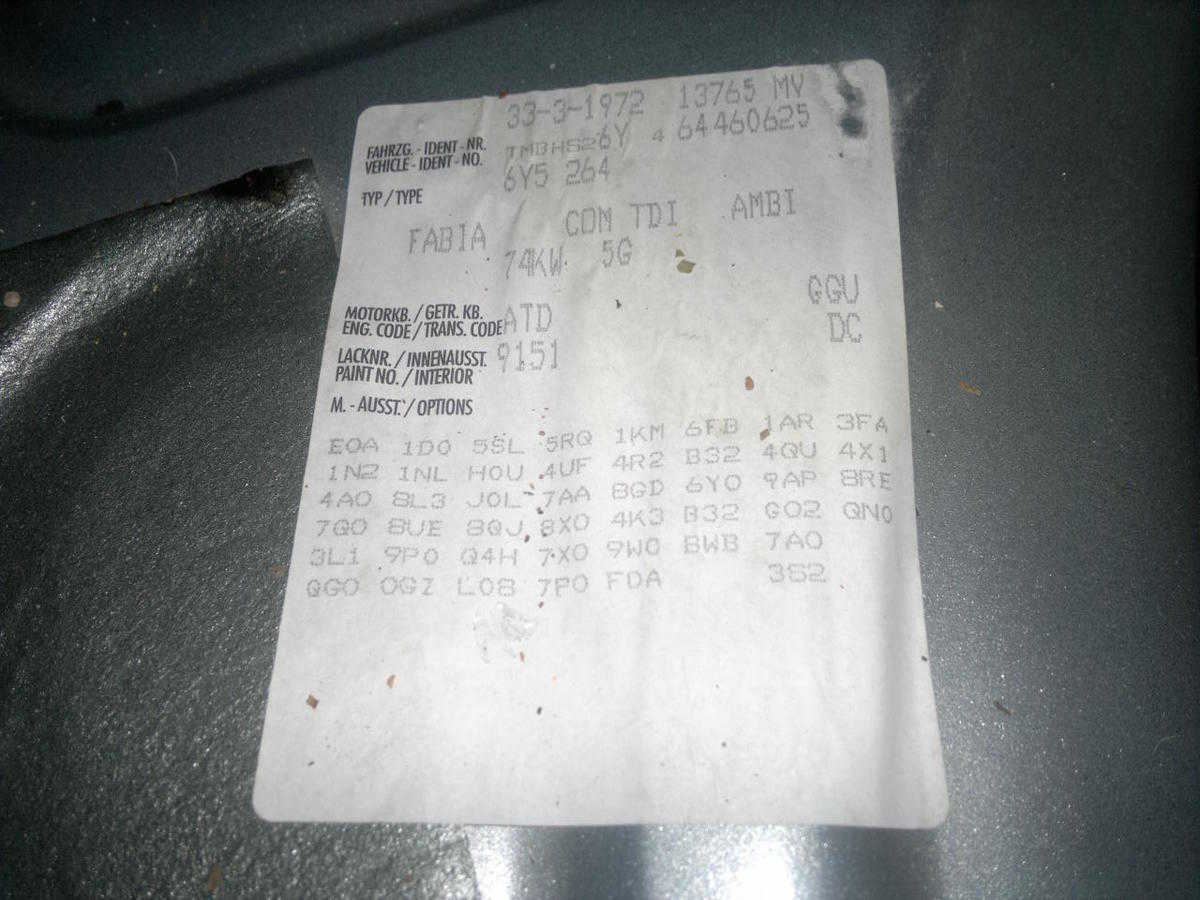 33-3-1972 13765 MV
FAHRZG. - IDENT - NR.
VEHICLE - IDENT - NO. TMBHS26Y 4 64460625
TYP / TYPE 6Y5 264
FABIA COM TDI AMBI
74KW 5G
MOTORKB. / GETR. KB.
ENG. CODE / TRANS. CODE ATD GGU
LACKNR. / INNENAUSST.
PAINT NO. / INTERIOR 9151 DC
M. - AUSST. / OPTIONS
E0A 1D0 5SL 5RQ 1KM 6FB 1AR 3FA
1N2 1NL H0U 4UF 4R2 B32 4QU 4X1
4A0 8L3 J0L 7AA 8GD 6Y0 9AP 8RE
7Q0 8UE 8QJ 8X0 4K3 B32 G02 QN0
3L1 9P0 Q4H 7X0 9W0 8WB 7A0
QG0 0GZ L08 7P0 FDA 3S2